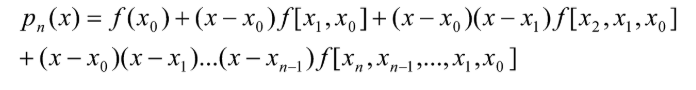 pₙ(x) = f(x₀) + (x − x₀)f[x₁, x₀] + (x − x₀)(x − x₁)f[x₂, x₁, x₀]
+ (x − x₀)(x − x₁)...(x − xₙ₋₁)f[xₙ, xₙ₋₁,..., x₁, x₀]